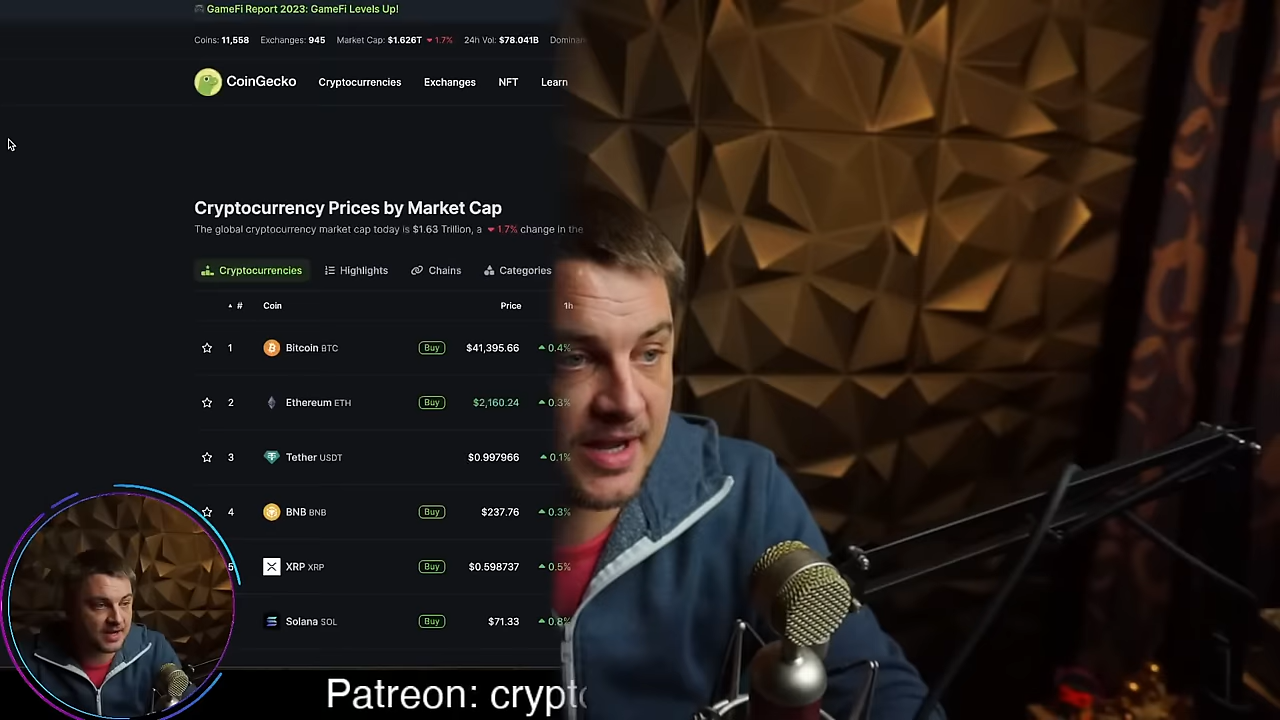 GameFi Report 2023: GameFi Levels Up!
Coins: 11,558 Exchanges: 945 Market Cap: $1.626T 1.7% 24h Vol: $78.041B
CoinGecko Cryptocurrencies Exchanges NFT Learn
Cryptocurrency Prices by Market Cap
The global cryptocurrency market cap today is $1.63 Trillion, a 1.7% change in the
Cryptocurrencies Highlights Chains Categories
# Coin Price 1h
1 Bitcoin BTC Buy $41,395.66 0.4%
2 Ethereum ETH Buy $2,160.24 0.3%
3 Tether USDT $0.997966 0.1%
4 BNB BNB Buy $237.76 0.3%
5 XRP XRP Buy $0.598737 0.5%
Solana SOL Buy $71.33 0.8%
Patreon: